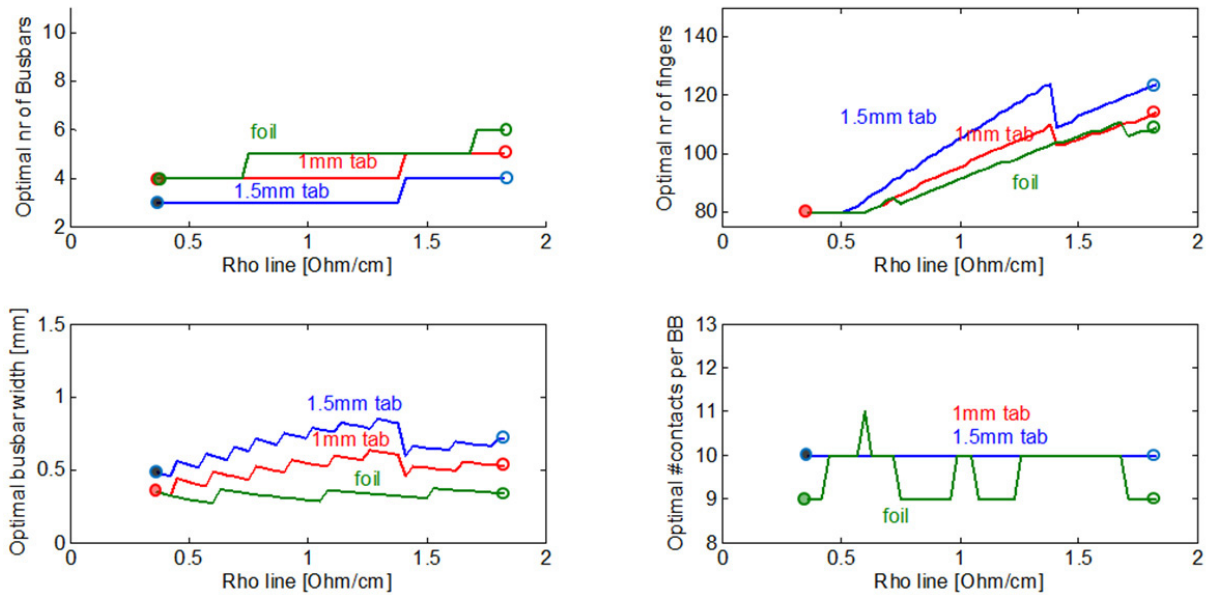 Optimal nr of Busbars
10
8
6
4
2
foil
1mm tab
1.5mm tab
0 0.5 1 1.5 2
Rho line [Ohm/cm]
Optimal nr of fingers
140
120
100
80
1.5mm tab
1mm tab
foil
0 0.5 1 1.5 2
Rho line [Ohm/cm]
Optimal busbar width [mm]
1.5
1
0.5
0
1.5mm tab
1mm tab
foil
0 0.5 1 1.5 2
Rho line [Ohm/cm]
Optimal #contacts per BB
13
12
11
10
9
8
1mm tab
1.5mm tab
foil
0 0.5 1 1.5 2
Rho line [Ohm/cm]